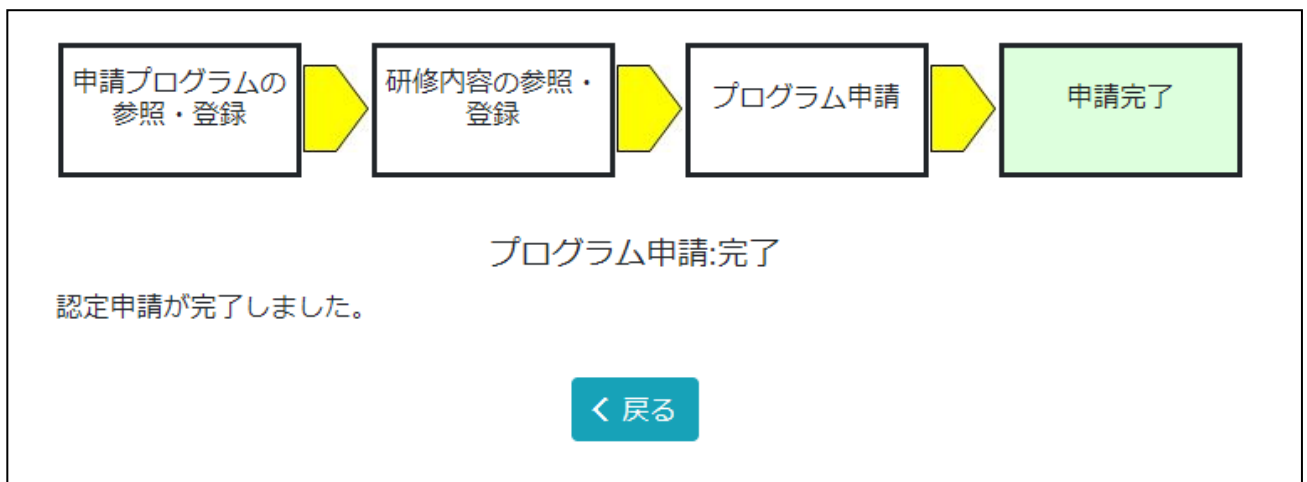 申請プログラムの
参照・登録
研修内容の参照・
登録
プログラム申請
申請完了
プログラム申請:完了
認定申請が完了しました。
戻る